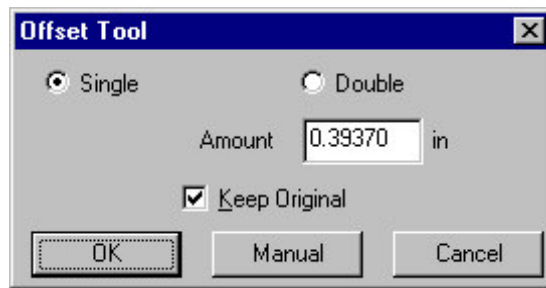 Offset Tool
Single Double
Amount 0.39370 in
Keep Original
OK Manual Cancel